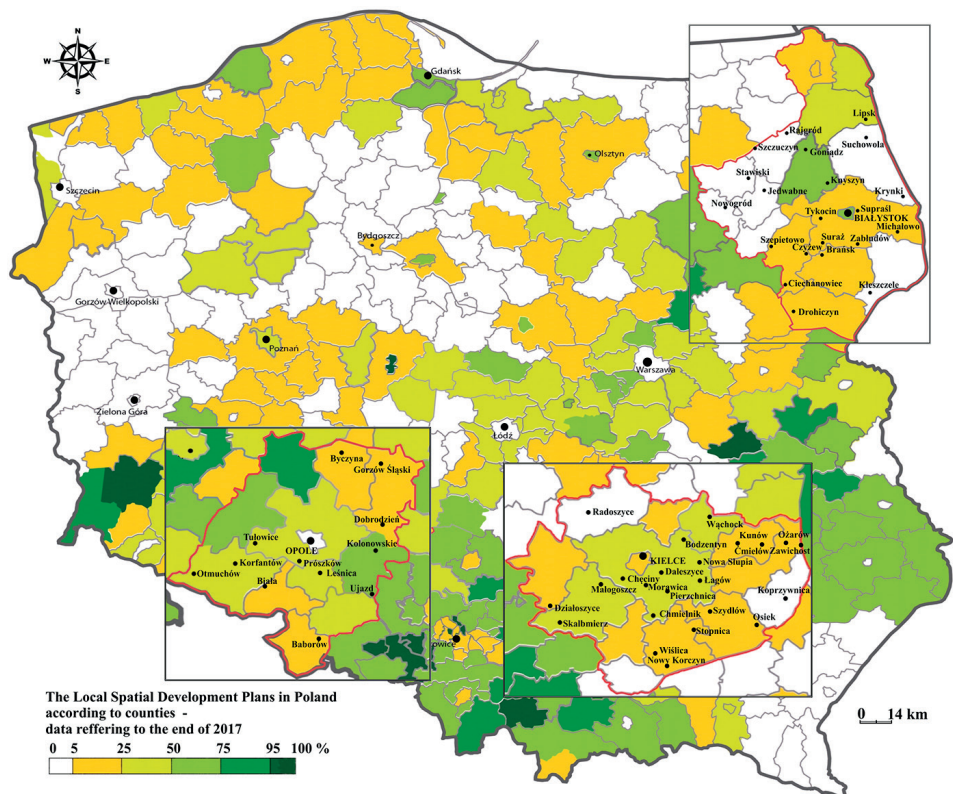 N
W E
S
Gdańsk
Olsztyn
Szczecin
Bydgoszcz
Gorzów Wielkopolski
Poznań
Warszawa
Zielona Góra
Łódź
owice
Lipsk
Rajgród
Suchowola
Szczuczyn
Goniądz
Stawiski
Knyszyn
Jedwabne
Krynki
Nowogród
Supraśl
Tykocin
BIAŁYSTOK
Michałowo
Suraż
Zabłudów
Szepietowo
Czyżew
Brańsk
Ciechanowiec
Kleszczele
Drohiczyn
Byczyna
Gorzów Śląski
Dobrodzień
Tułowice
Kolonowskie
OPOLE
Prószków
Korfantów
Leśnica
Otmuchów
Biała
Ujazd
Baborów
Radoszyce
Wąchock
Kunów
Ożarów
Bodzentyn
Ćmielów
Zawichost
KIELCE
Nowa Słupia
Daleszyce
Chęciny
Łagów
Małogoszcz
Morawica
Pierzchnica
Koprzywnica
Działoszyce
Szydłów
Chmielnik
Osiek
Skalbmierz
Stopnica
Wiślica
Nowy Korczyn
The Local Spatial Development Plans in Poland
according to counties -
data reffering to the end of 2017
0 5 25 50 75 95 100 %
0 14 km